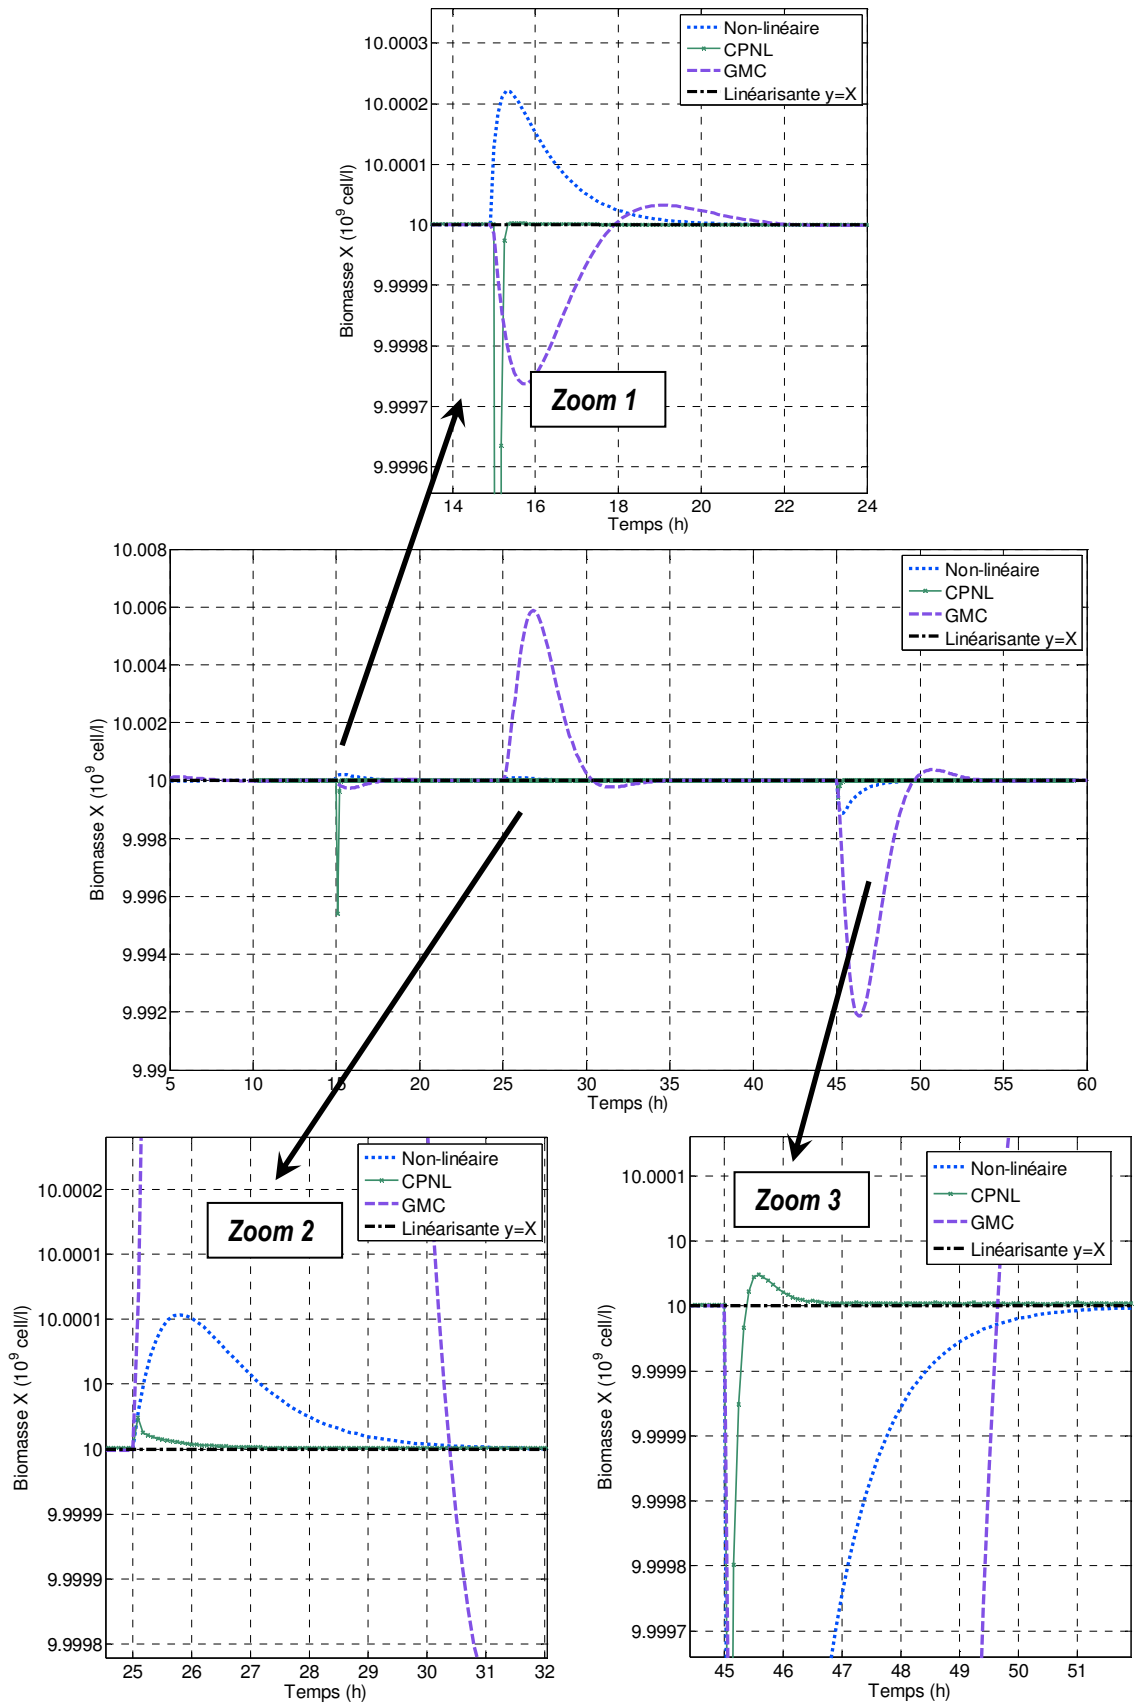 10.0003
10.0002
10.0001
10
9.9999
9.9998
9.9997
9.9996
Biomasse X (10^9 cell/l)
Non-linéaire
CPNL
GMC
Linéarisante y=X
Zoom 1
14 16 18 20 22 24
Temps (h)
10.008
10.006
10.004
10.002
10
9.998
9.996
9.994
9.992
9.99
Biomasse X (10^9 cell/l)
Non-linéaire
CPNL
GMC
Linéarisante y=X
5 10 15 20 25 30 35 40 45 50 55 60
Temps (h)
10.0002
10.0001
10.0001
10
10
9.9999
9.9999
9.9998
Biomasse X (10^9 cell/l)
Non-linéaire
CPNL
GMC
Linéarisante y=X
Zoom 2
25 26 27 28 29 30 31 32
Temps (h)
10.0001
10
10
9.9999
9.9999
9.9998
9.9998
9.9997
Biomasse X (10^9 cell/l)
Non-linéaire
CPNL
GMC
Linéarisante y=X
Zoom 3
45 46 47 48 49 50 51
Temps (h)